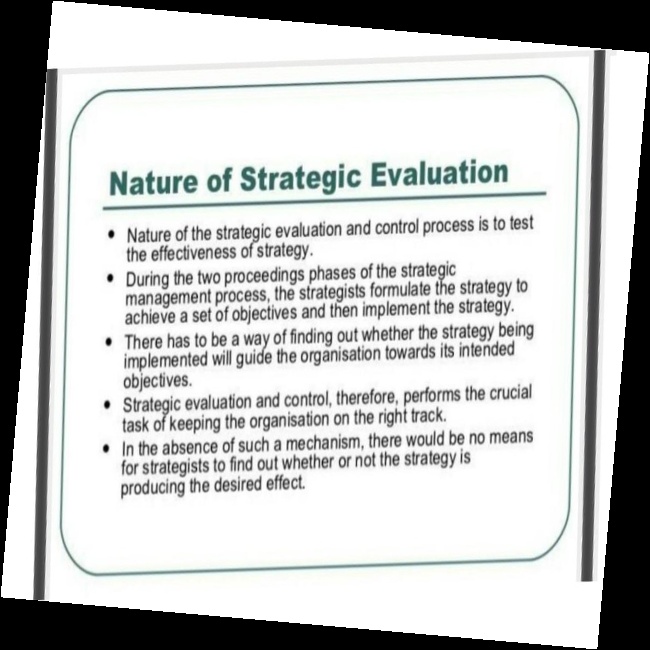 Nature of Strategic Evaluation
• Nature of the strategic evaluation and control process is to test
the effectiveness of strategy.
• During the two proceedings phases of the strategic
management process, the strategists formulate the strategy to
achieve a set of objectives and then implement the strategy.
• There has to be a way of finding out whether the strategy being
implemented will guide the organisation towards its intended
objectives.
• Strategic evaluation and control, therefore, performs the crucial
task of keeping the organisation on the right track.
• In the absence of such a mechanism, there would be no means
for strategists to find out whether or not the strategy is
producing the desired effect.